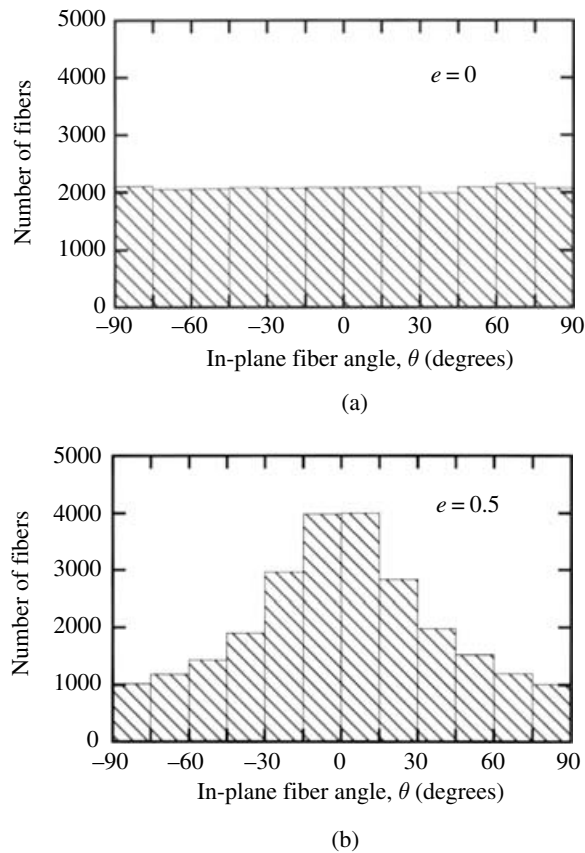 5000
4000
3000
2000
1000
0
Number of fibers
e = 0
–90 –60 –30 0 30 60 90
In-plane fiber angle, θ (degrees)
(a)
5000
4000
3000
2000
1000
0
Number of fibers
e = 0.5
–90 –60 –30 0 30 60 90
In-plane fiber angle, θ (degrees)
(b)